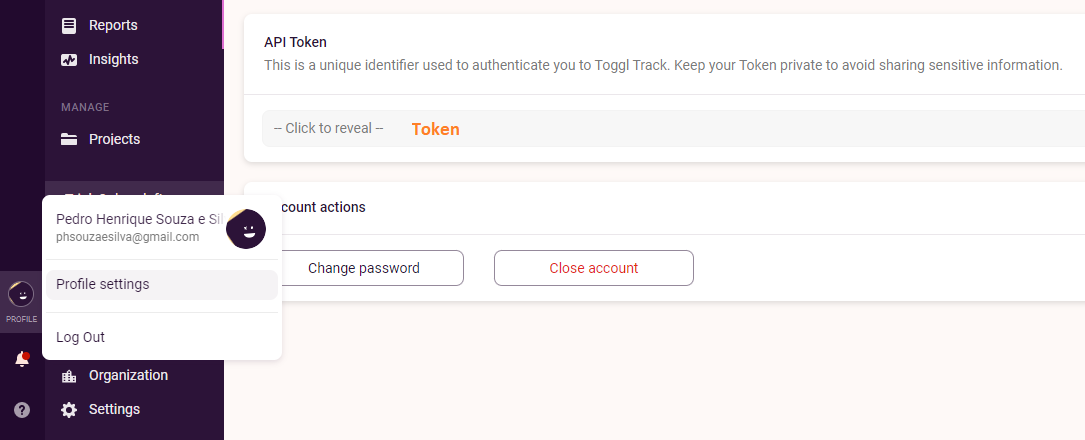 Reports
Insights
MANAGE
Projects
Pedro Henrique Souza e Sil
phsouzaesilva@gmail.com
Profile settings
Log Out
PROFILE
Organization
Settings
API Token
This is a unique identifier used to authenticate you to Toggl Track. Keep your Token private to avoid sharing sensitive information.
-- Click to reveal -- Token
count actions
Change password Close account